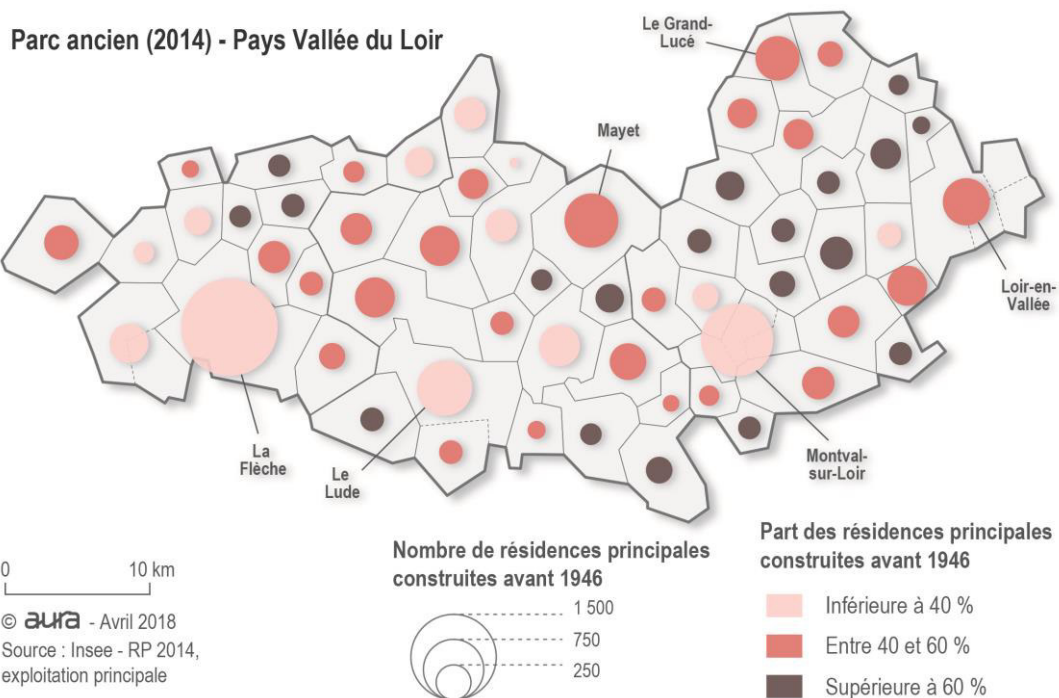 Parc ancien (2014) - Pays Vallée du Loir
Le Grand-
Lucé
Mayet
Loir-en-
Vallée
La
Flèche
Le
Lude
Montval-
sur-Loir
0 10 km
© aura - Avril 2018
Source : Insee - RP 2014,
exploitation principale
Nombre de résidences principales
construites avant 1946
1 500
750
250
Part des résidences principales
construites avant 1946
Inférieure à 40 %
Entre 40 et 60 %
Supérieure à 60 %